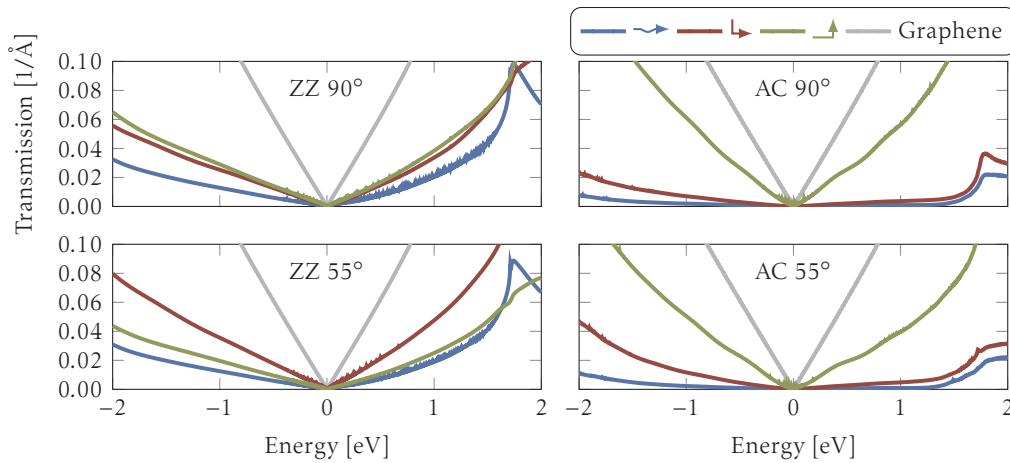 Graphene
Transmission [1/Å]
0.10
0.08
0.06
0.04
0.02
0.00
ZZ 90°
AC 90°
0.10
0.08
0.06
0.04
0.02
0.00
ZZ 55°
AC 55°
−2 −1 0 1 2
−2 −1 0 1 2
Energy [eV]
Energy [eV]